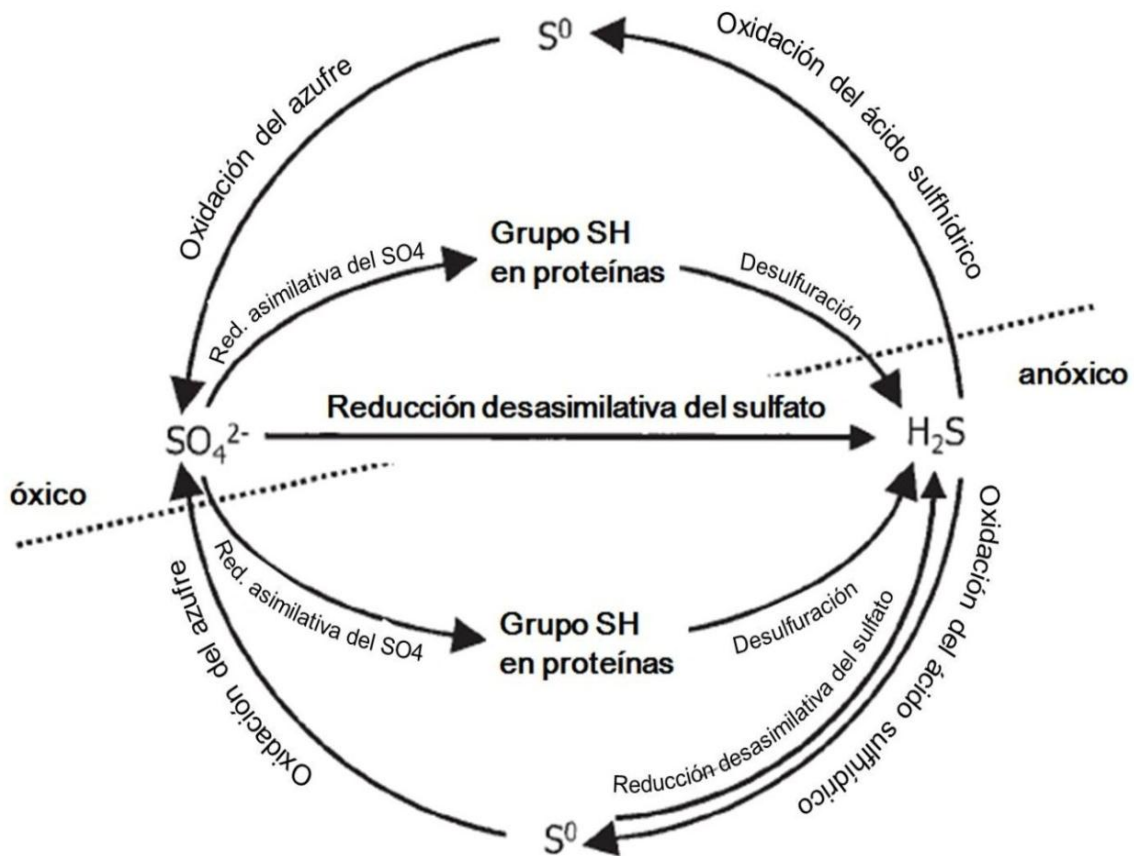 S⁰
Oxidación del azufre
Oxidación del ácido sulfhídrico
Grupo SH
en proteínas
Red. asimilativa del SO4
Desulfuración
anóxico
Reducción desasimilativa del sulfato
SO₄²⁻
H₂S
óxico
Oxidación del azufre
Red. asimilativa del SO4
Grupo SH
en proteínas
Desulfuración
Reducción desasimilativa del sulfato
Oxidación del ácido sulfhídrico
S⁰